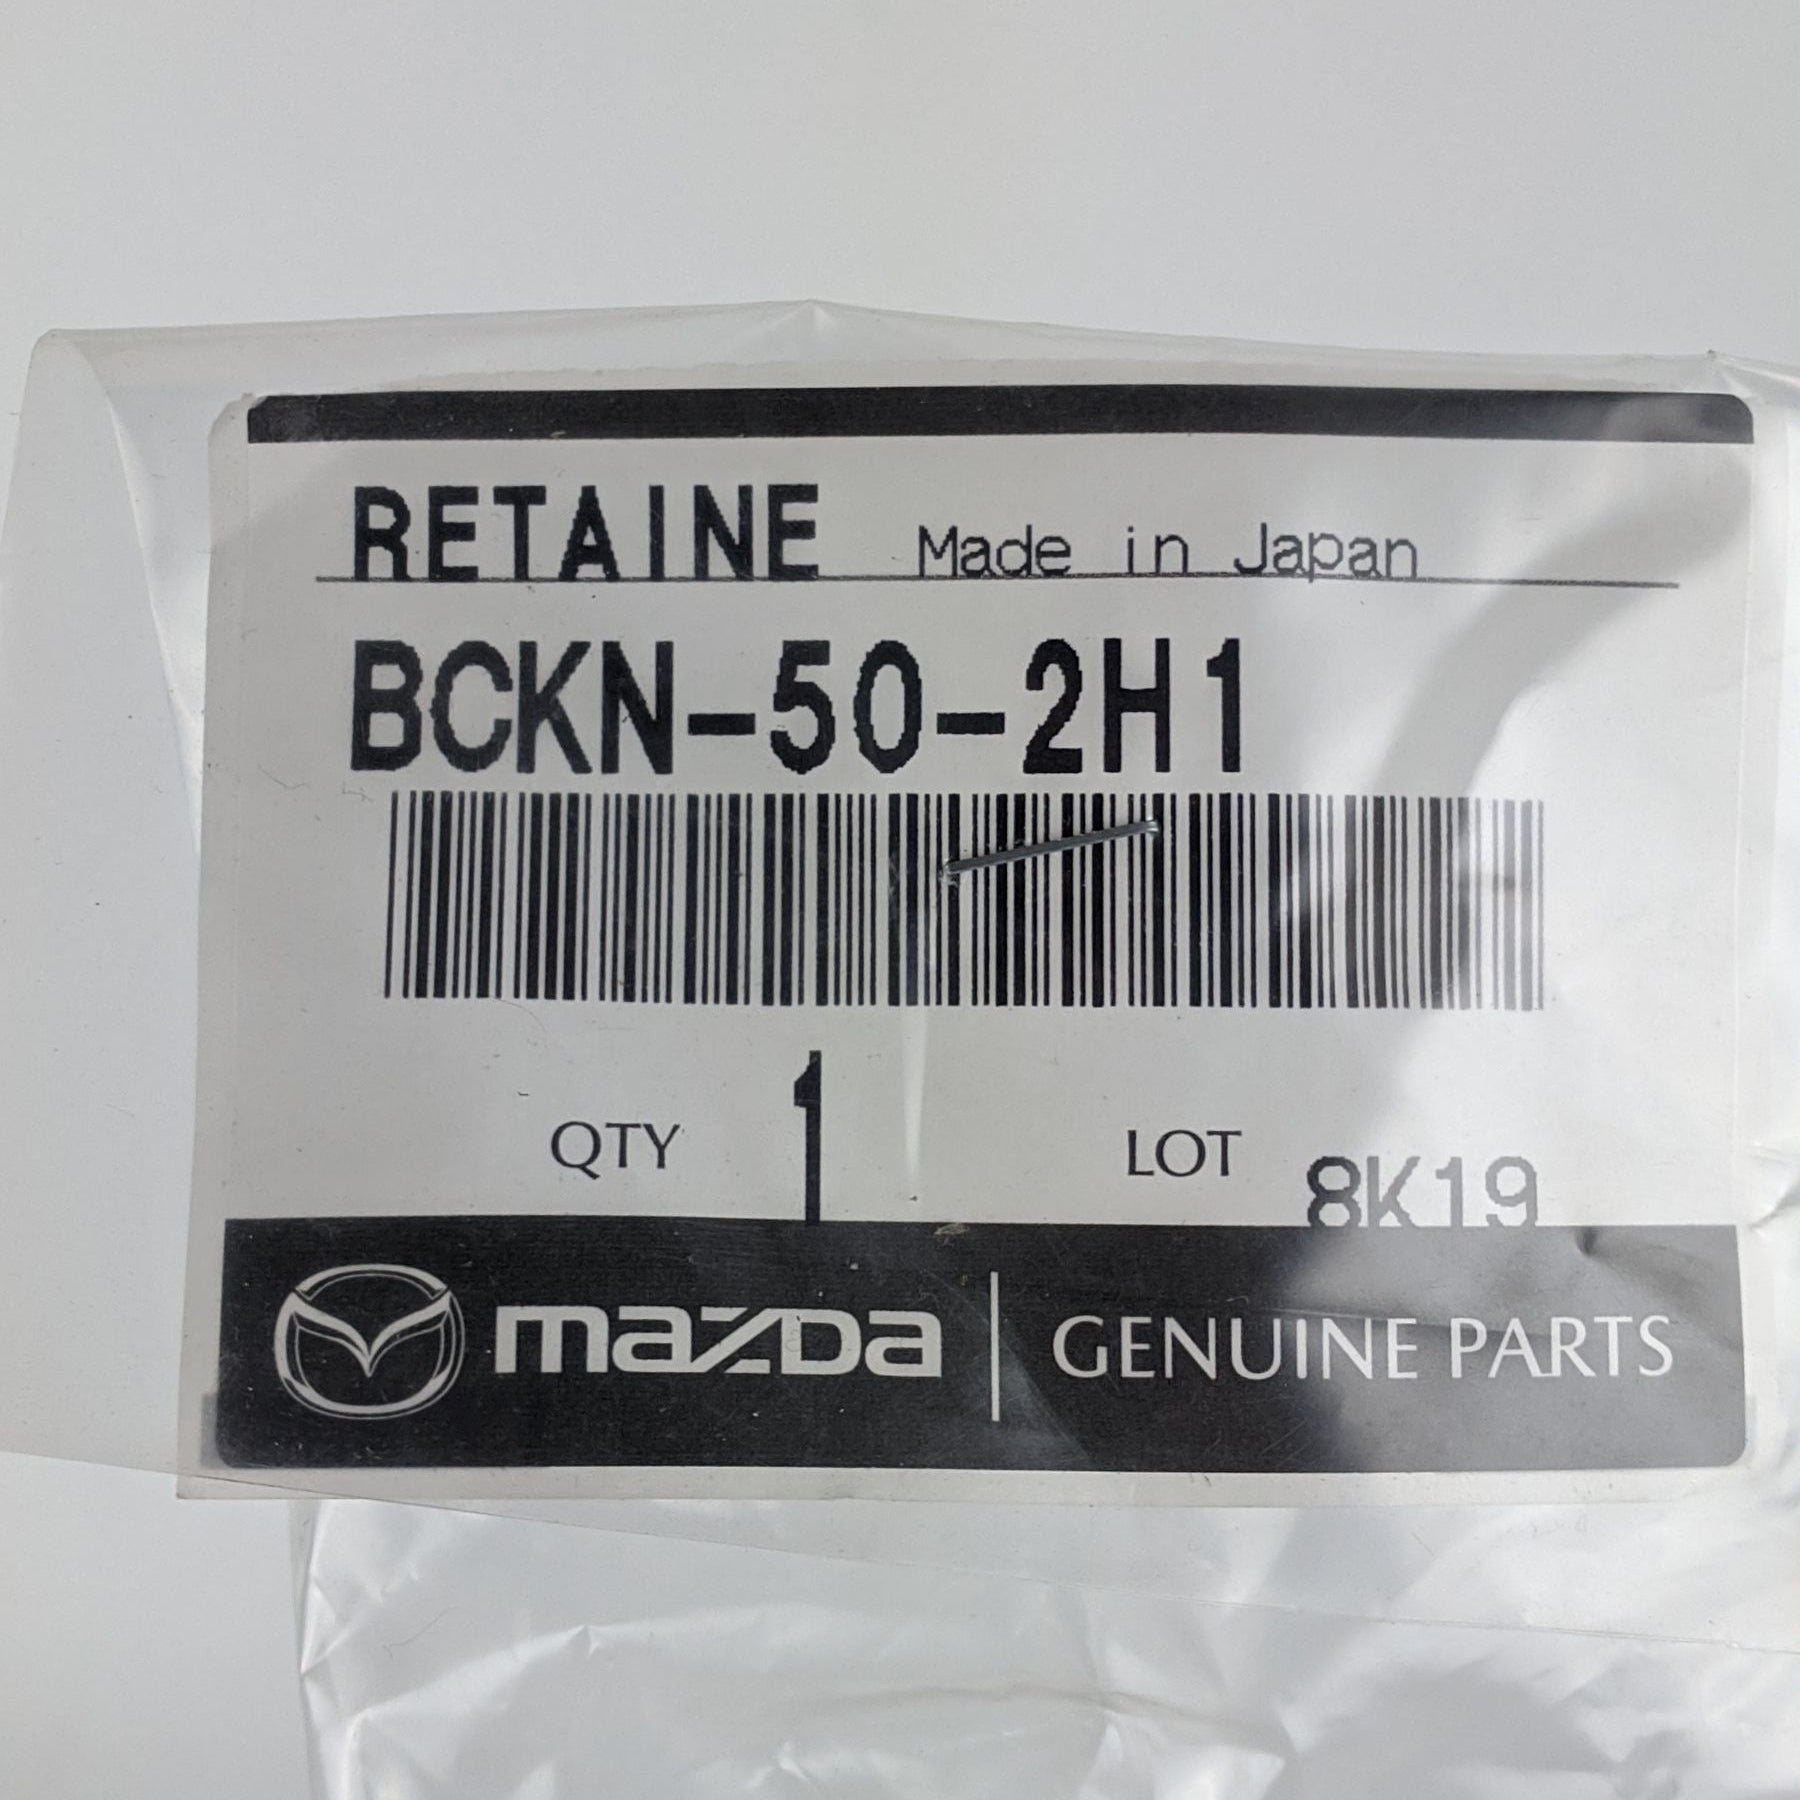 RETAINE Made in Japan
BCKN-50-2H1
QTY 1 LOT 8K19
mazda GENUINE PARTS